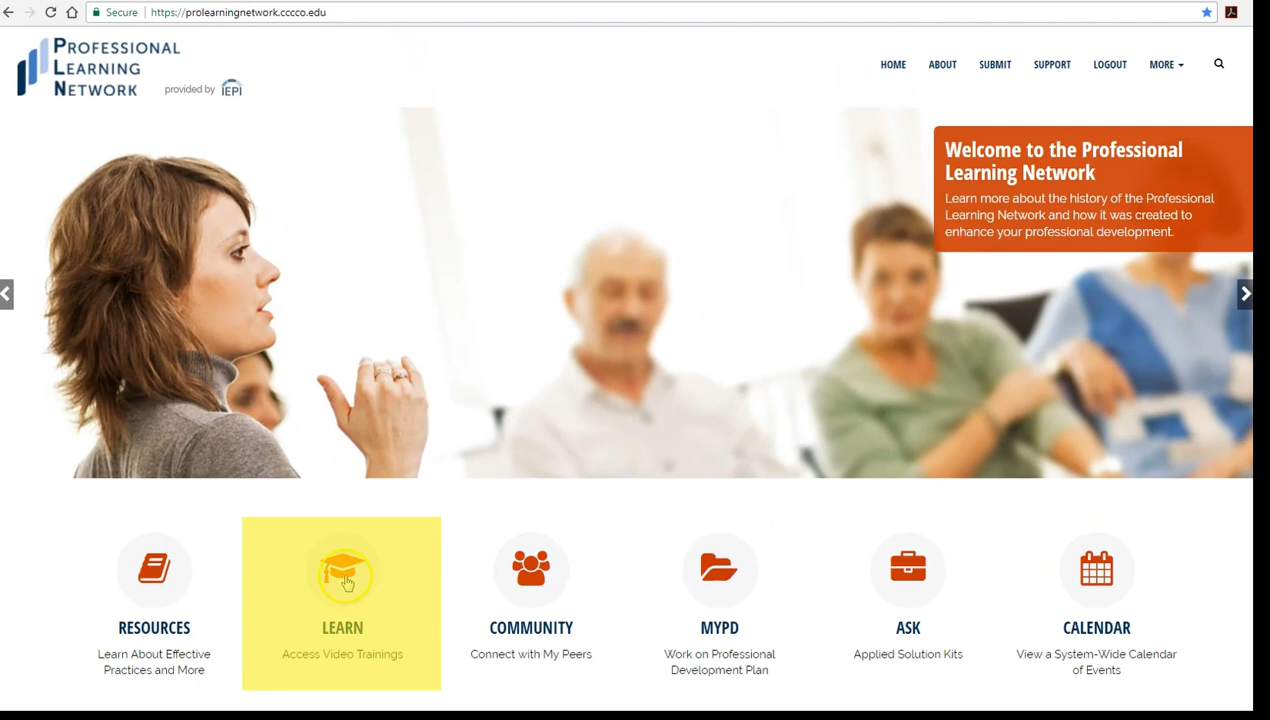 Secure
https://prolearningnetwork.cccco.edu
PROFESSIONAL
LEARNING
NETWORK
provided by IEPI
HOME
ABOUT
SUBMIT
SUPPORT
LOGOUT
MORE
Welcome to the Professional
Learning Network
Learn more about the history of the Professional
Learning Network and how it was created to
enhance your professional development.
RESOURCES
Learn About Effective
Practices and More
LEARN
Access Video Trainings
COMMUNITY
Connect with My Peers
MYPD
Work on Professional
Development Plan
ASK
Applied Solution Kits
CALENDAR
View a System-Wide Calendar
of Events